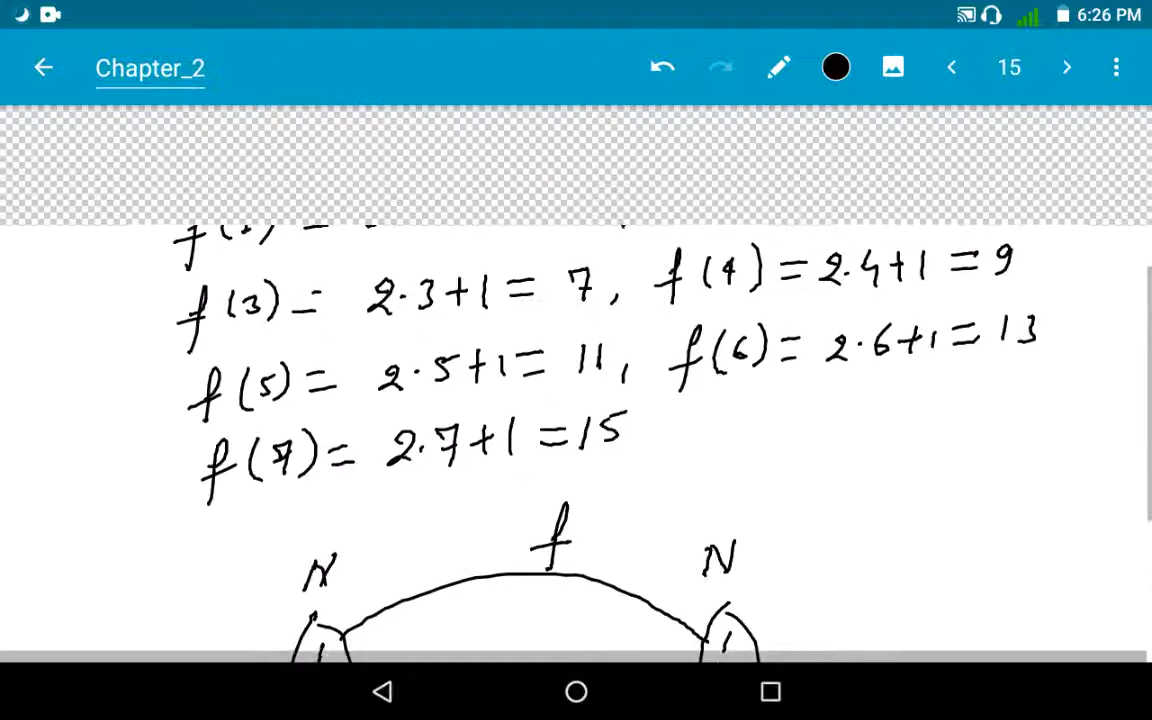 6:26 PM
Chapter_2
15
f(3) = 2.3+1= 7, f(4)=2.4+1=9
f(5)= 2.5+1= 11, f(6)= 2.6+1=13
f(7)= 2.7+1=15
f
N N
1 1